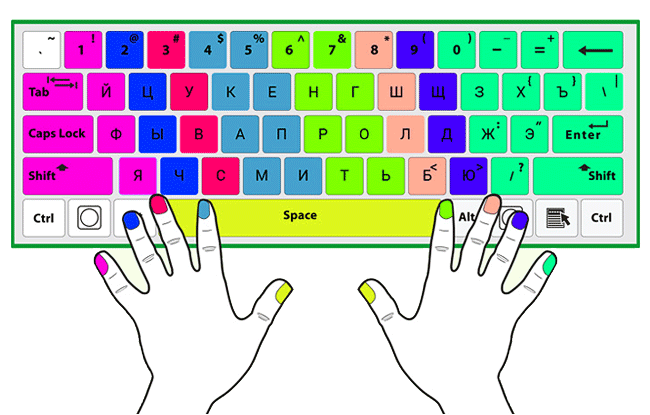 ` ~ 1 ! 2 @ 3 # 4 $ 5 % 6 ^ 7 & 8 * 9 ( 0 ) – _ = +
Tab Й Ц У К Е Н Г Ш Щ З Х { Ъ } \ |
Caps Lock Ф Ы В А П Р О Л Д Ж : Э " Enter
Shift Я Ч С М И Т Ь Б < Ю > / ? Shift
Ctrl Space Alt Ctrl